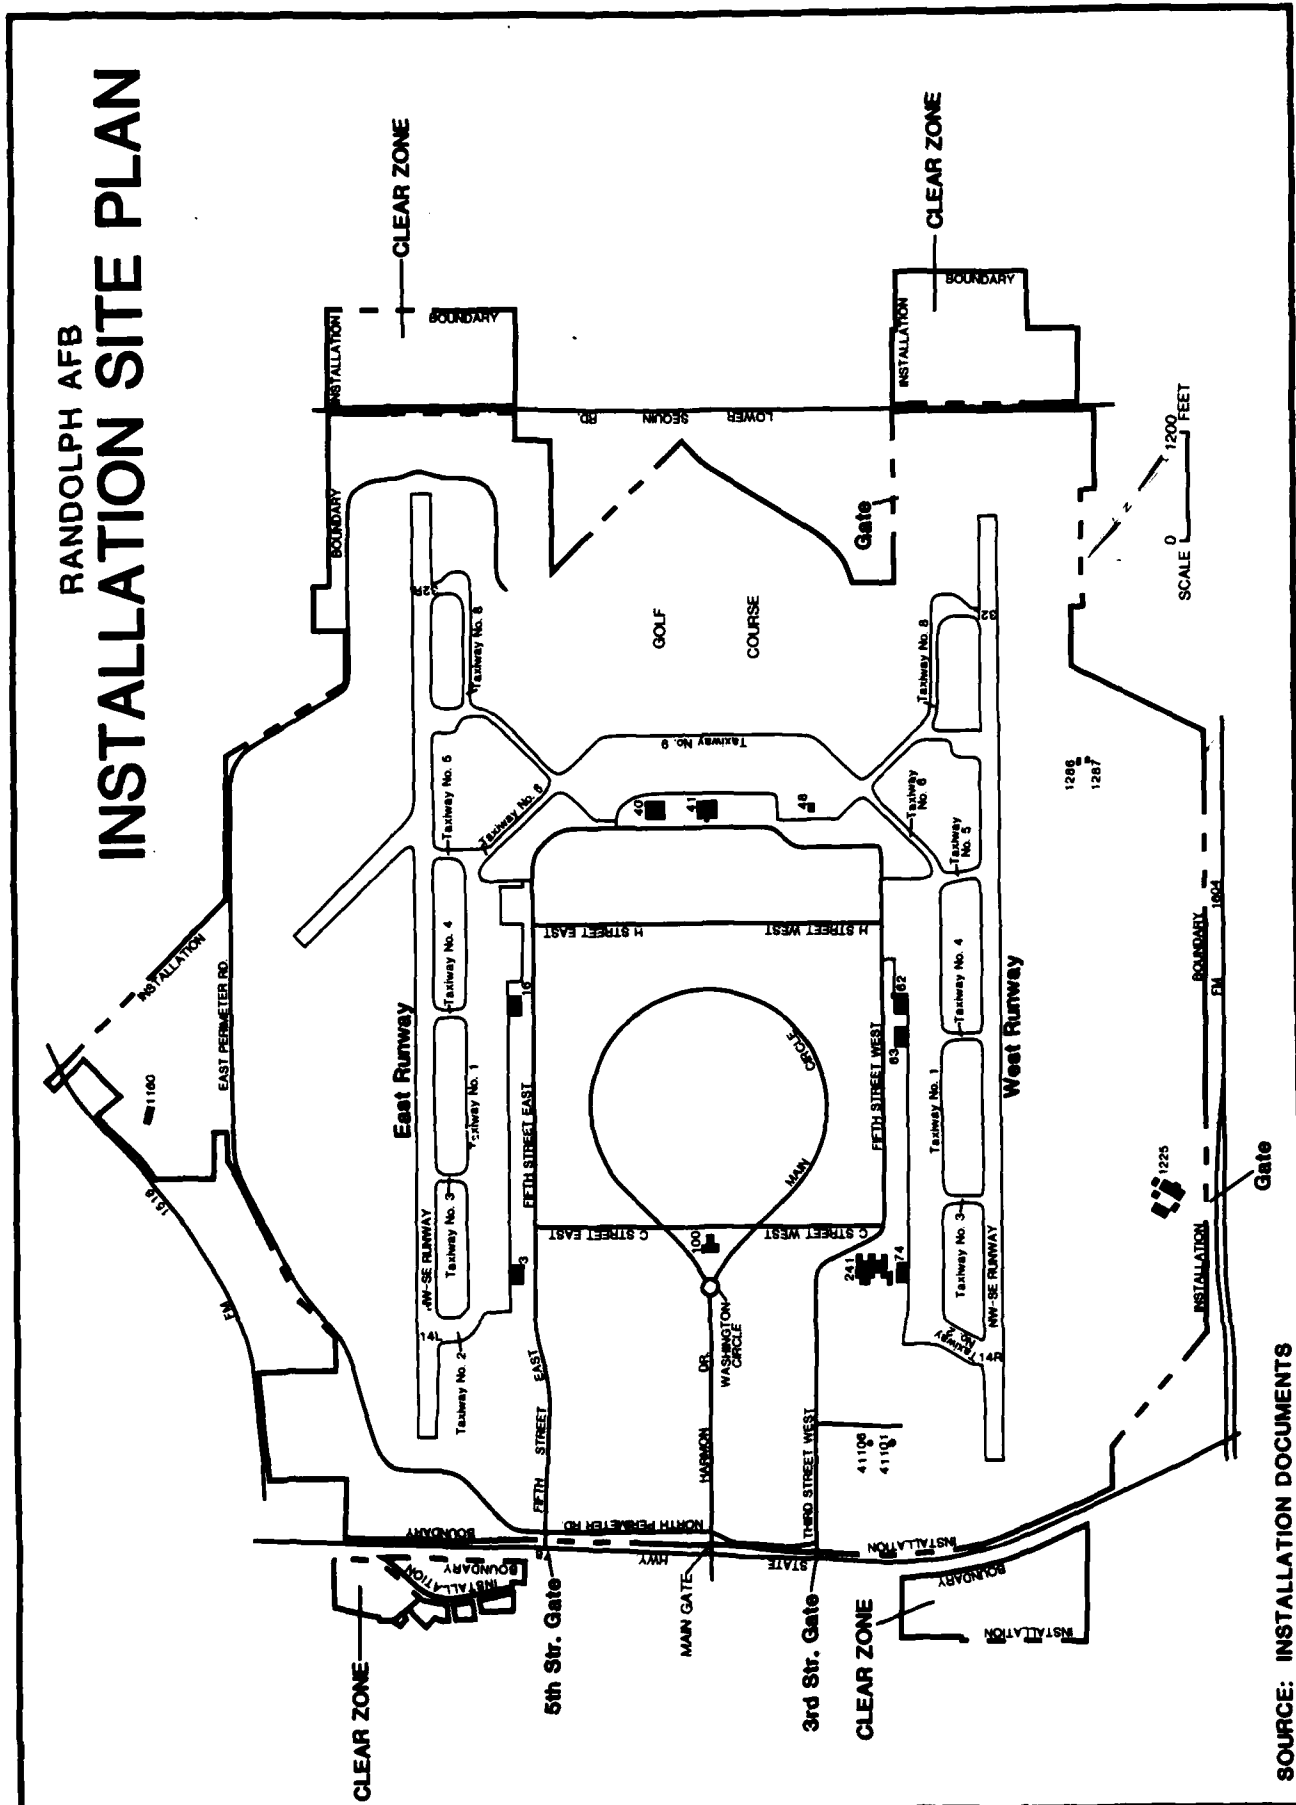 RANDOLPH AFB
INSTALLATION SITE PLAN
CLEAR ZONE
CLEAR ZONE
INSTALLATION
BOUNDARY
INSTALLATION
BOUNDARY
BOUNDARY
LOWER
SEQUIN
RD.
Gate
SCALE 0 1200 FEET
N
GOLF
COURSE
32R
Taxiway No. 8
Taxiway No. 8
32
Taxiway No. 5
Taxiway No. 6
Taxiway No. 9
Taxiway
No. 6
Taxiway
No. 5
40
41
48
1286
1287
INSTALLATION
EAST PERIMETER RD.
1160
1518
FM
East Runway
Taxiway No. 4
Taxiway No. 1
Taxiway No. 3
NW-SE RUNWAY
14L
Taxiway No. 2
16
3
FIFTH STREET EAST
H STREET EAST
H STREET WEST
MAIN
CIRCLE
C STREET EAST
C STREET WEST
100
WASHINGTON
CIRCLE
HARMON DR.
FIFTH STREET WEST
62
63
241
74
Taxiway No. 4
Taxiway No. 1
Taxiway No. 3
Taxiway
No. 2
14R
NW-SE RUNWAY
West Runway
1225
Gate
BOUNDARY
INSTALLATION
FM 1604
FIFTH STREET EAST
THIRD STREET WEST
41106
41101
NORTH PERIMETER RD.
BOUNDARY
STATE HWY 78
INSTALLATION
BOUNDARY
INSTALLATION
BOUNDARY
INSTALLATION
CLEAR ZONE
5th Str. Gate
MAIN GATE
3rd Str. Gate
CLEAR ZONE
SOURCE: INSTALLATION DOCUMENTS